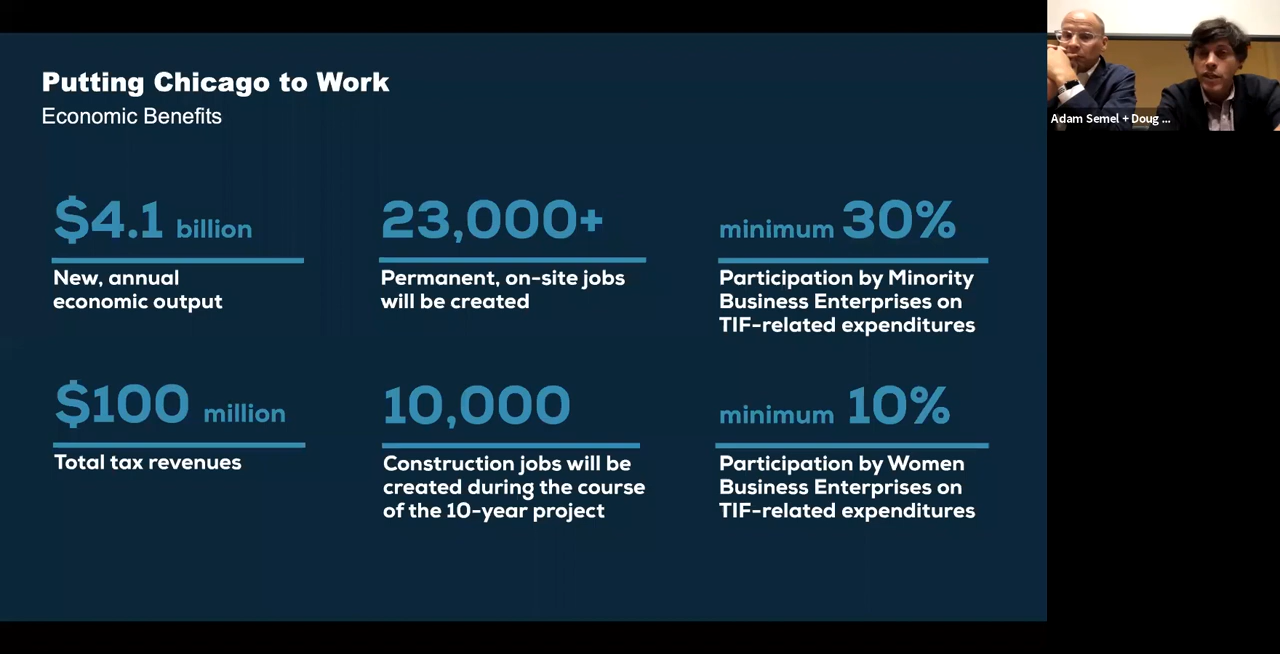 Putting Chicago to Work
Economic Benefits
$4.1 billion
New, annual
economic output
23,000+
Permanent, on-site jobs
will be created
minimum 30%
Participation by Minority
Business Enterprises on
TIF-related expenditures
$100 million
Total tax revenues
10,000
Construction jobs will be
created during the course
of the 10-year project
minimum 10%
Participation by Women
Business Enterprises on
TIF-related expenditures
Adam Semel + Doug ...